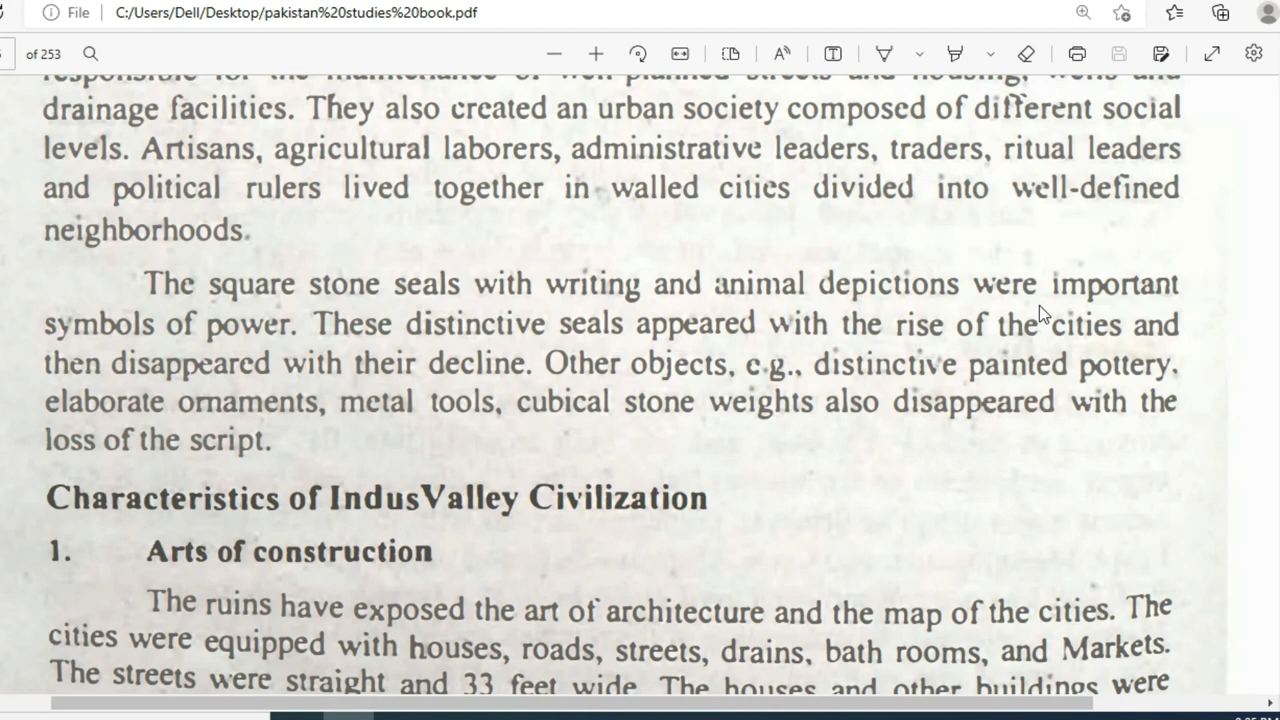 File C:/Users/Dell/Desktop/pakistan%20studies%20book.pdf
of 253
responsible for the maintenance of well planned streets and housing, wells and
drainage facilities. They also created an urban society composed of different social
levels. Artisans, agricultural laborers, administrative leaders, traders, ritual leaders
and political rulers lived together in walled cities divided into well-defined
neighborhoods.
The square stone seals with writing and animal depictions were important
symbols of power. These distinctive seals appeared with the rise of the cities and
then disappeared with their decline. Other objects, e.g., distinctive painted pottery,
elaborate ornaments, metal tools, cubical stone weights also disappeared with the
loss of the script.
Characteristics of IndusValley Civilization
1. Arts of construction
The ruins have exposed the art of architecture and the map of the cities. The
cities were equipped with houses, roads, streets, drains, bath rooms, and Markets.
The streets were straight and 33 feet wide. The houses and other buildings were